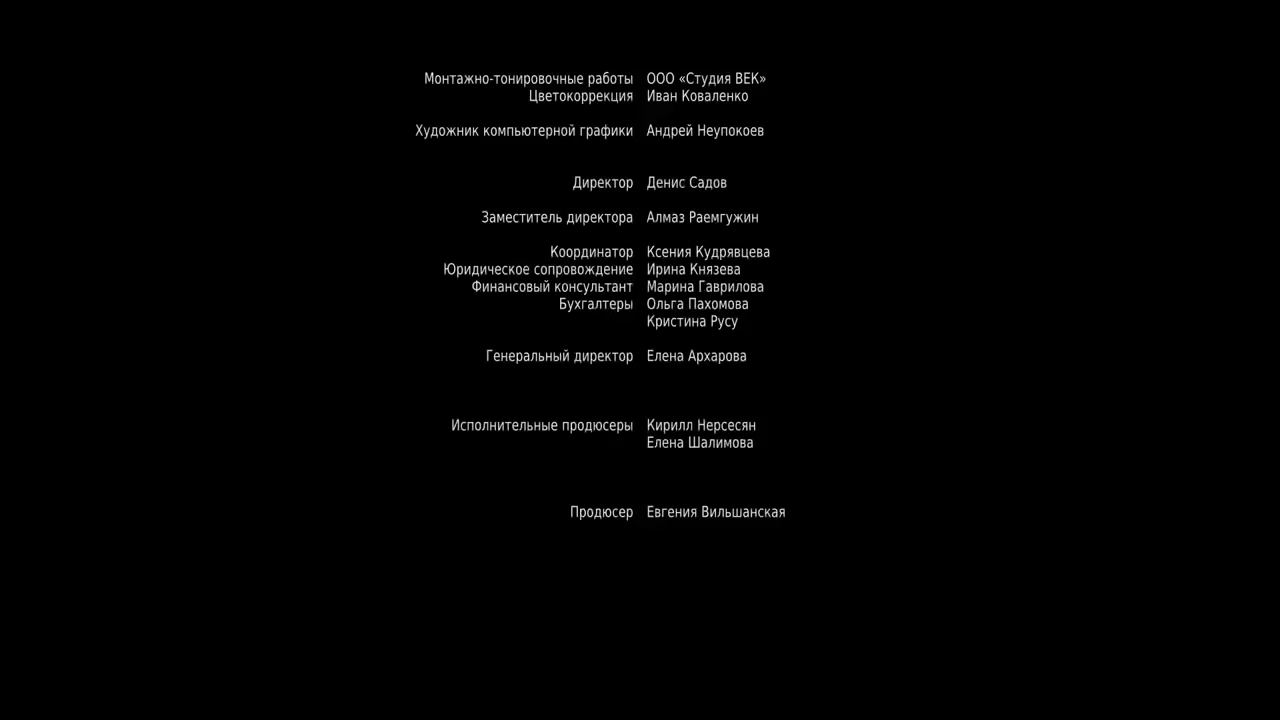 Монтажно-тонировочные работы ООО «Студия ВЕК»
Цветокоррекция Иван Коваленко
Художник компьютерной графики Андрей Неупокоев
Директор Денис Садов
Заместитель директора Алмаз Раемгужин
Координатор Ксения Кудрявцева
Юридическое сопровождение Ирина Князева
Финансовый консультант Марина Гаврилова
Бухгалтеры Ольга Пахомова
Кристина Русу
Генеральный директор Елена Архарова
Исполнительные продюсеры Кирилл Нерсесян
Елена Шалимова
Продюсер Евгения Вильшанская